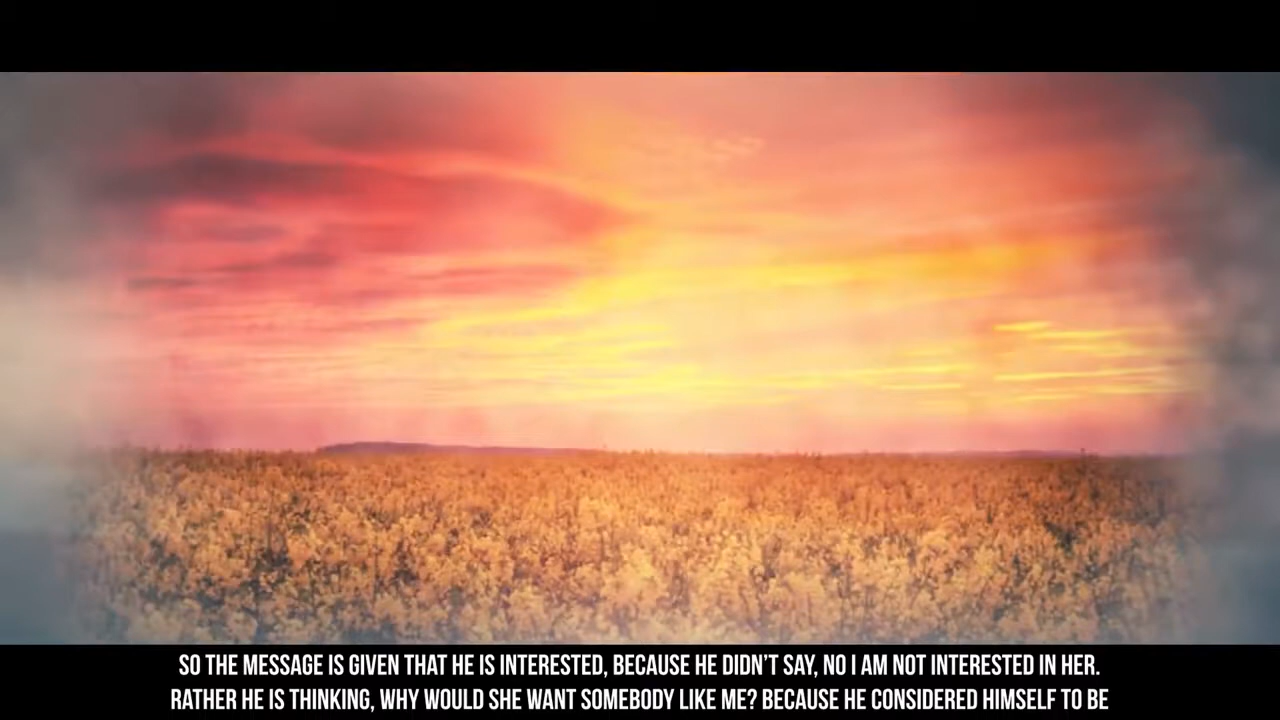 SO THE MESSAGE IS GIVEN THAT HE IS INTERESTED, BECAUSE HE DIDN'T SAY, NO I AM NOT INTERESTED IN HER.
RATHER HE IS THINKING, WHY WOULD SHE WANT SOMEBODY LIKE ME? BECAUSE HE CONSIDERED HIMSELF TO BE